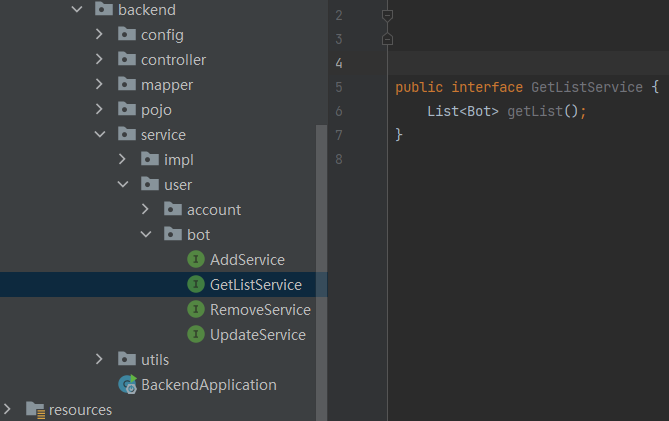 backend
config
controller
mapper
pojo
service
impl
user
account
bot
AddService
GetListService
RemoveService
UpdateService
utils
BackendApplication
resources
2
3
4
5 public interface GetListService {
6 List<Bot> getList();
7 }
8